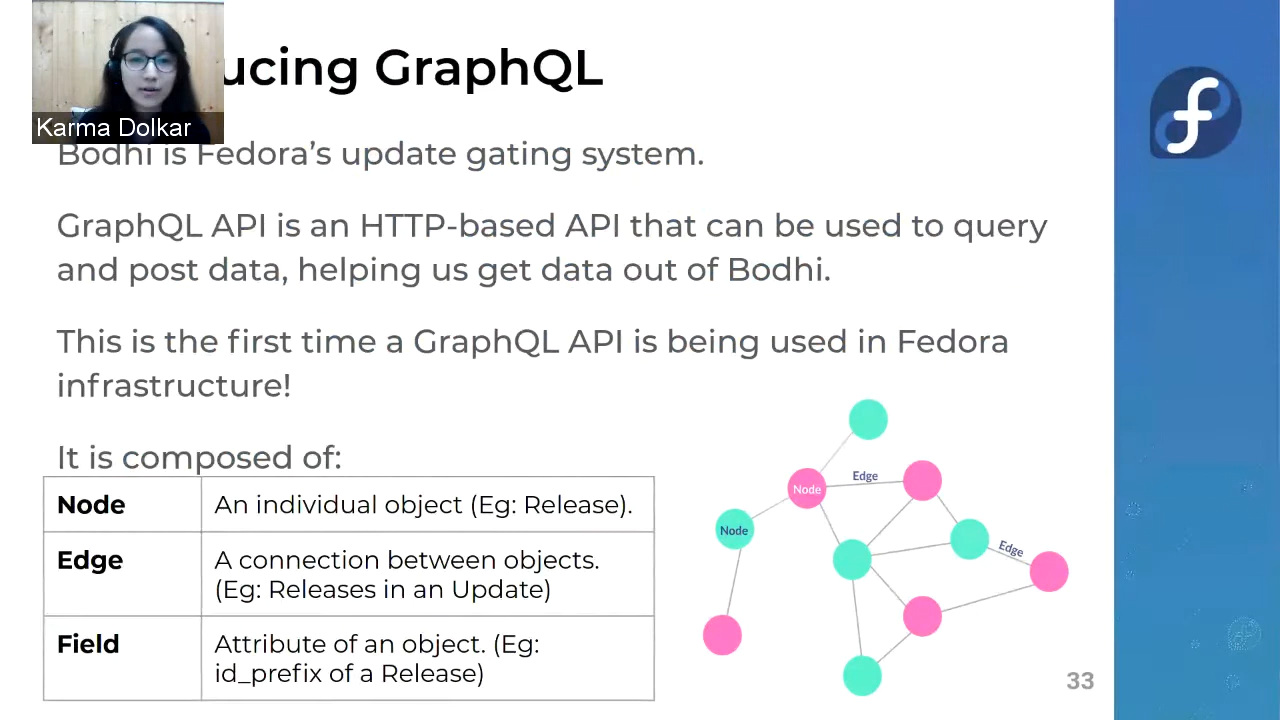 ucing GraphQL
Karma Dolkar
Bodhi is Fedora's update gating system.
GraphQL API is an HTTP-based API that can be used to query
and post data, helping us get data out of Bodhi.
This is the first time a GraphQL API is being used in Fedora
infrastructure!
It is composed of:
Node An individual object (Eg: Release).
Edge A connection between objects.
(Eg: Releases in an Update)
Field Attribute of an object. (Eg:
id_prefix of a Release)
Edge
Node
Node
Edge
33